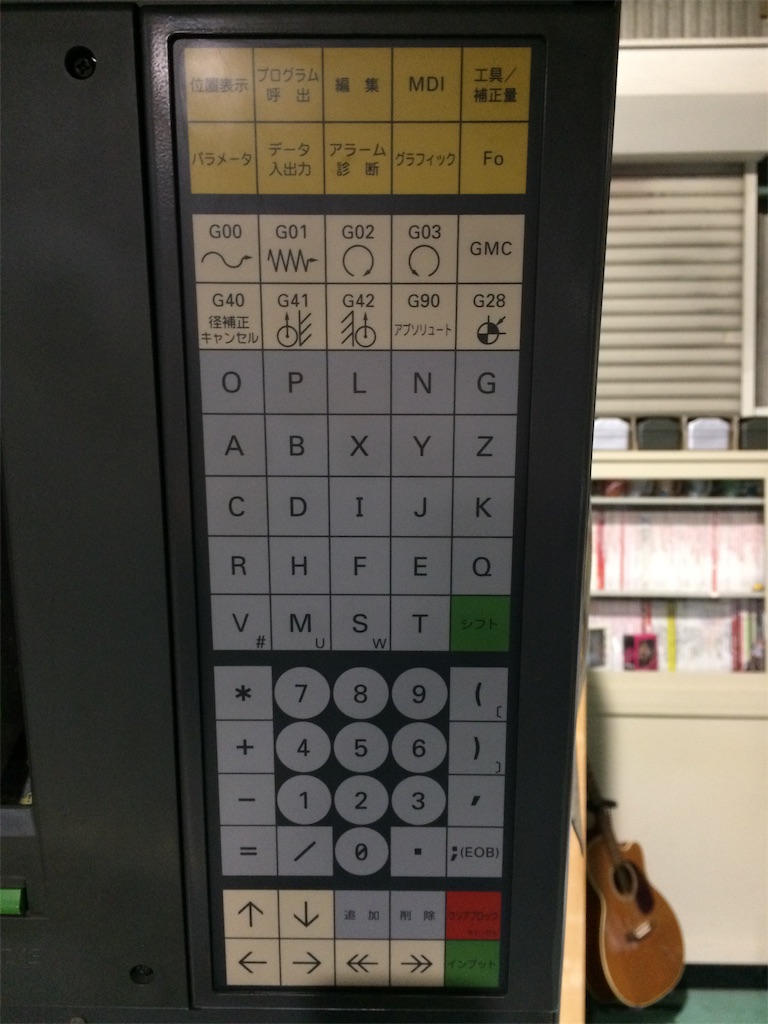 位置表示 プログラム呼出 編集 MDI 工具/補正量
パラメータ データ入出力 アラーム診断 グラフィック Fo
G00 G01 G02 G03 GMC
G40 径補正キャンセル G41 G42 G90 アブソリュート G28
O P L N G
A B X Y Z
C D I J K
R H F E Q
V # M U S W T シフト
* 7 8 9 ( [
+ 4 5 6 ) ]
- 1 2 3 ,
= / 0 . ;(EOB)
↑ ↓ 追加 削除 クリアブロック
← → ≪ ≫ インプット